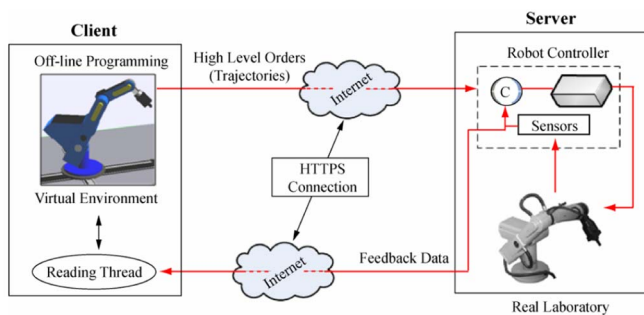 Client
Off-line Programming
Virtual Environment
Reading Thread
High Level Orders
(Trajectories)
Internet
HTTPS
Connection
Internet
Feedback Data
Server
Robot Controller
C
Sensors
Real Laboratory